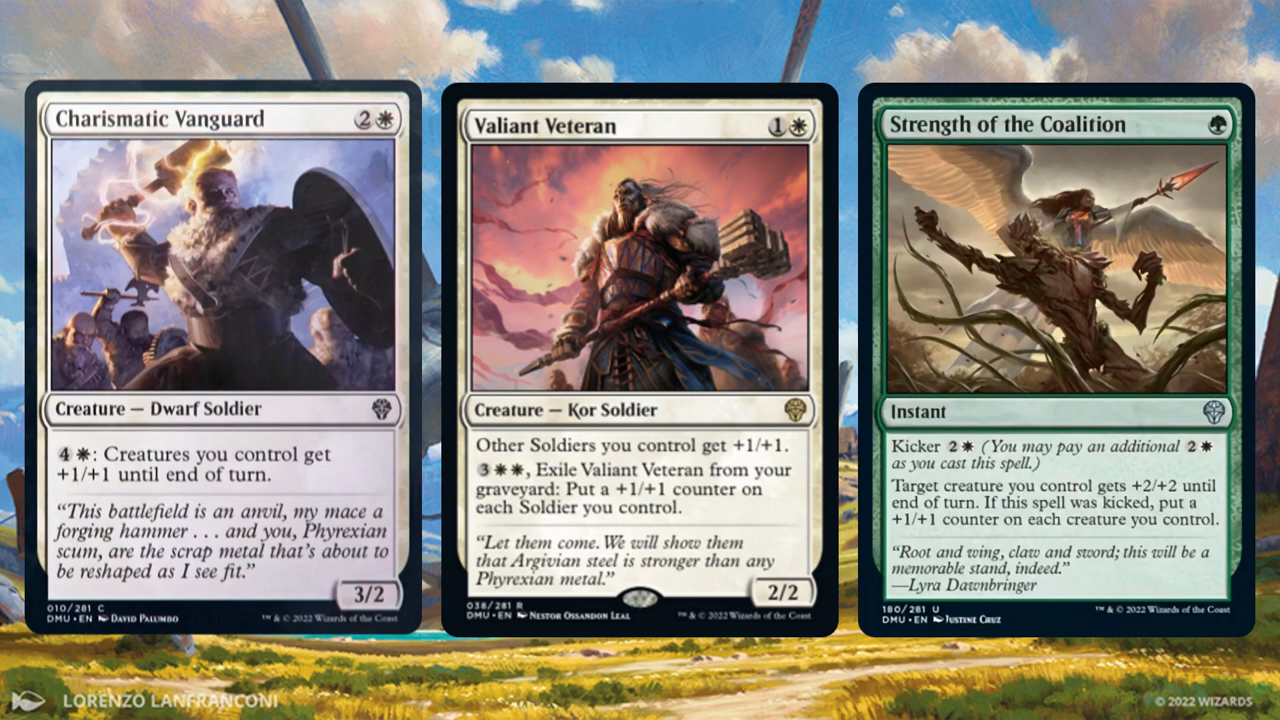 Charismatic Vanguard 2
Creature — Dwarf Soldier
4 : Creatures you control get
+1/+1 until end of turn.
“This battlefield is an anvil, my mace a
forging hammer . . . and you, Phyrexian
scum, are the scrap metal that’s about to
be reshaped as I see fit.”
3/2
010/281 C
DMU • EN DAVID PALUMBO
™ & © 2022 Wizards of the Coast
Valiant Veteran 1
Creature — Kor Soldier
Other Soldiers you control get +1/+1.
3 , Exile Valiant Veteran from your
graveyard: Put a +1/+1 counter on
each Soldier you control.
“Let them come. We will show them
that Argivian steel is stronger than any
Phyrexian metal.”
2/2
038/281 R
DMU • EN NESTOR OSSANDON LEAL
™ & © 2022 Wizards of the Coast
Strength of the Coalition
Instant
Kicker 2 (You may pay an additional 2
as you cast this spell.)
Target creature you control gets +2/+2 until
end of turn. If this spell was kicked, put a
+1/+1 counter on each creature you control.
“Root and wing, claw and sword; this will be a
memorable stand, indeed.”
—Lyra Dawnbringer
180/281 U
DMU • EN JUSTINE CRUZ
™ & © 2022 Wizards of the Coast
LORENZO LANFRANCONI
© 2022 WIZARDS